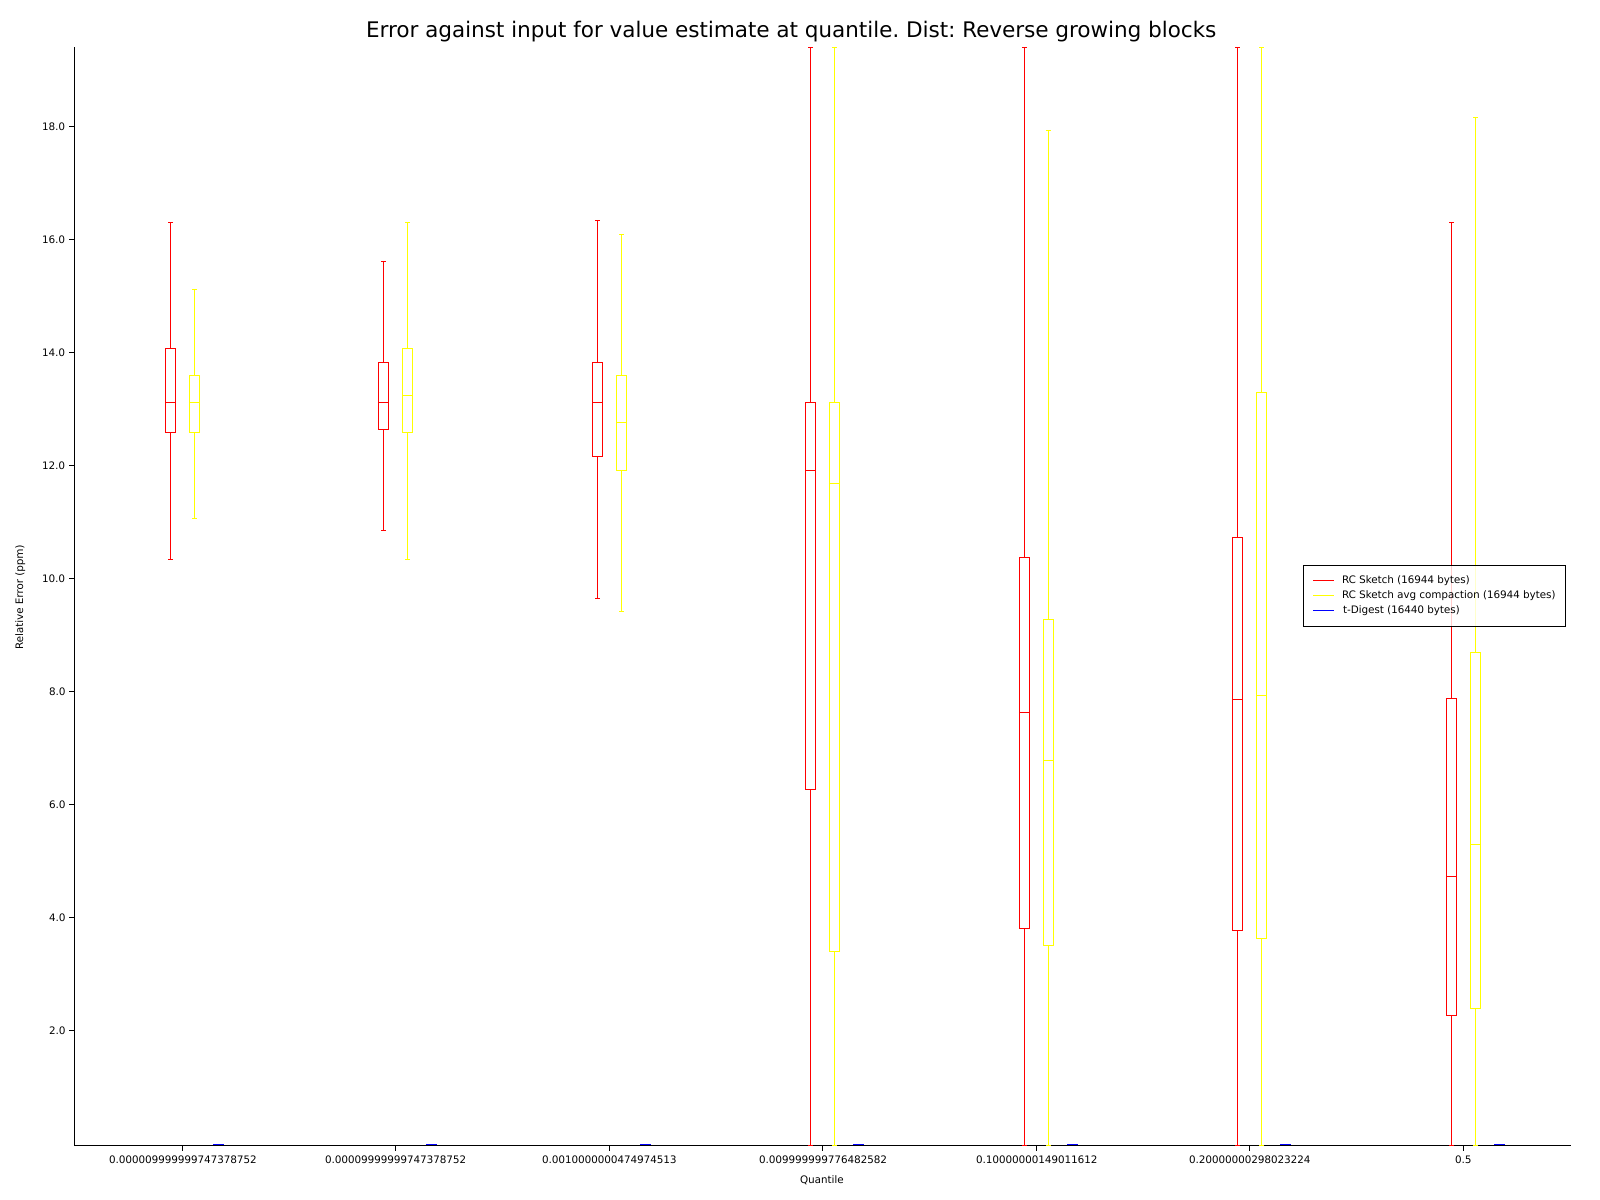 Error against input for value estimate at quantile. Dist: Reverse growing blocks
18.0
16.0
14.0
12.0
10.0
8.0
6.0
4.0
2.0
Relative Error (ppm)
RC Sketch (16944 bytes)
RC Sketch avg compaction (16944 bytes)
t-Digest (16440 bytes)
0.000009999999747378752 0.00009999999747378752 0.0010000000474974513 0.009999999776482582 0.10000000149011612 0.20000000298023224 0.5
Quantile